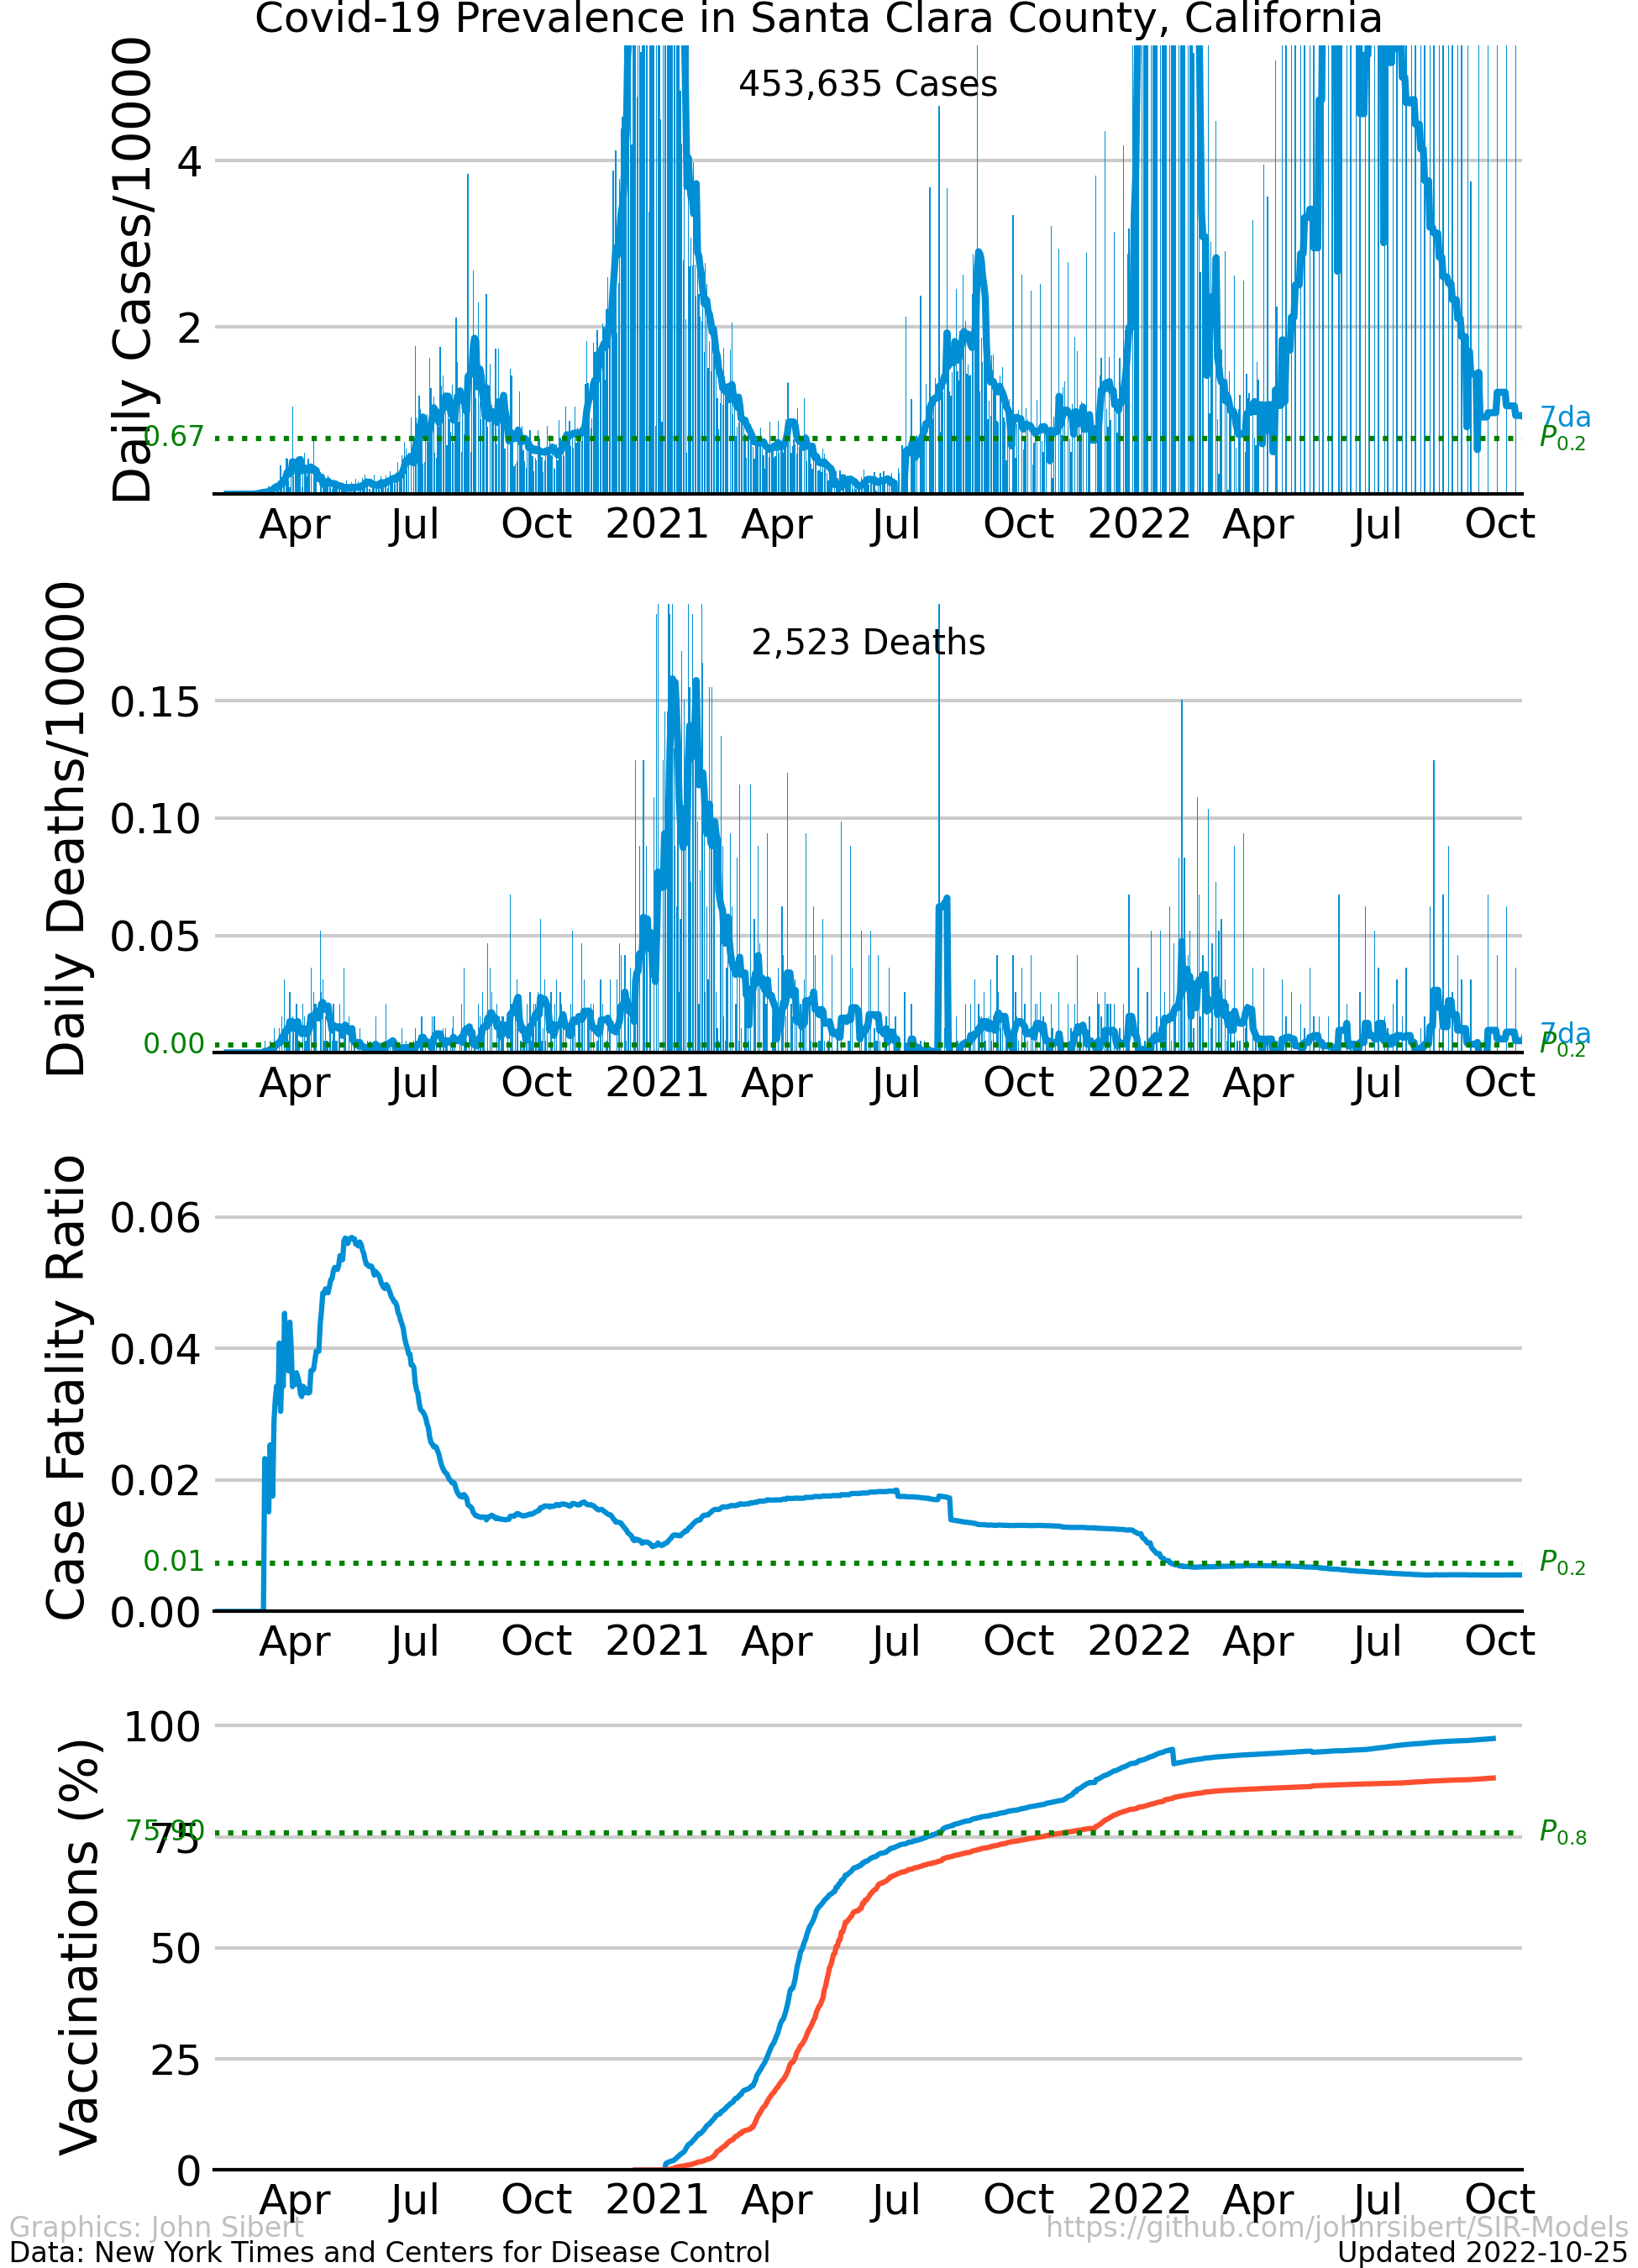 Covid-19 Prevalence in Santa Clara County, California
Daily Cases/10000
453,635 Cases
4
2
0.67
7da
P0.2
Apr Jul Oct 2021 Apr Jul Oct 2022 Apr Jul Oct
Daily Deaths/10000
2,523 Deaths
0.15
0.10
0.05
0.00
7da
P0.2
Apr Jul Oct 2021 Apr Jul Oct 2022 Apr Jul Oct
Case Fatality Ratio
0.06
0.04
0.02
0.01
P0.2
0.00
Apr Jul Oct 2021 Apr Jul Oct 2022 Apr Jul Oct
Vaccinations (%)
100
75.90
75
P0.8
50
25
0
Apr Jul Oct 2021 Apr Jul Oct 2022 Apr Jul Oct
Graphics: John Sibert
https://github.com/johnrsibert/SIR-Models
Data: New York Times and Centers for Disease Control
Updated 2022-10-25